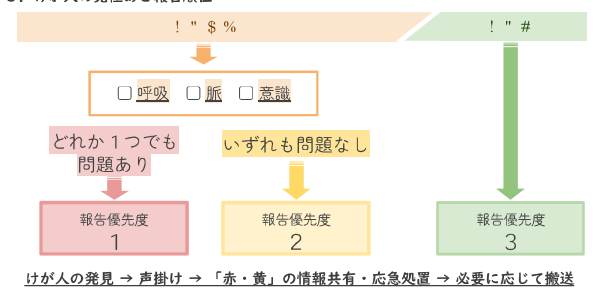 ! " $ %
! " #
□ 呼吸 □ 脈 □ 意識
どれか１つでも
問題あり
いずれも問題なし
報告優先度
1
報告優先度
2
報告優先度
3
けが人の発見 → 声掛け → 「赤・黄」の情報共有・応急処置 → 必要に応じて搬送